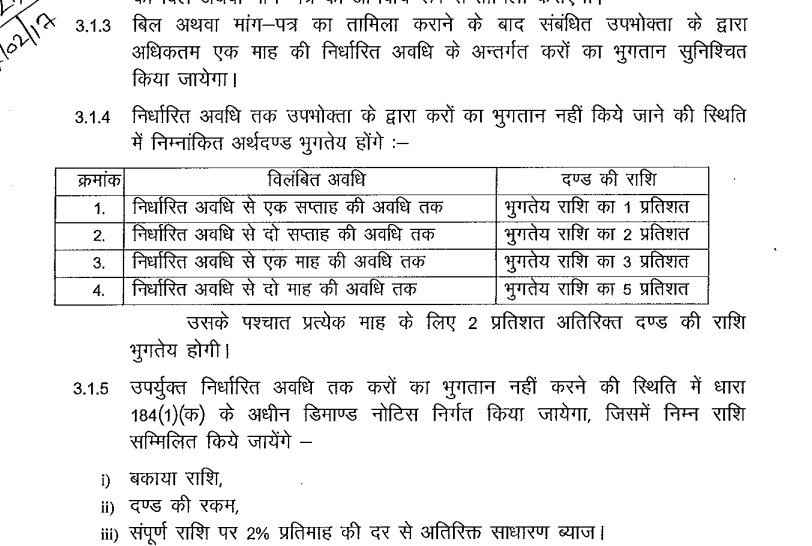 02/17
3.1.3 बिल अथवा मांग–पत्र का तामिला कराने के बाद संबंधित उपभोक्ता के द्वारा
अधिकतम एक माह की निर्धारित अवधि के अन्तर्गत करों का भुगतान सुनिश्चित
किया जायेगा।
3.1.4 निर्धारित अवधि तक उपभोक्ता के द्वारा करों का भुगतान नहीं किये जाने की स्थिति
में निम्नांकित अर्थदण्ड भुगतेय होंगे :–
क्रमांक विलंबित अवधि दण्ड की राशि
1. निर्धारित अवधि से एक सप्ताह की अवधि तक भुगतेय राशि का 1 प्रतिशत
2. निर्धारित अवधि से दो सप्ताह की अवधि तक भुगतेय राशि का 2 प्रतिशत
3. निर्धारित अवधि से एक माह की अवधि तक भुगतेय राशि का 3 प्रतिशत
4. निर्धारित अवधि से दो माह की अवधि तक भुगतेय राशि का 5 प्रतिशत
उसके पश्चात प्रत्येक माह के लिए 2 प्रतिशत अतिरिक्त दण्ड की राशि
भुगतेय होगी।
3.1.5 उपर्युक्त निर्धारित अवधि तक करों का भुगतान नहीं करने की स्थिति में धारा
184(1)(क) के अधीन डिमाण्ड नोटिस निर्गत किया जायेगा, जिसमें निम्न राशि
सम्मिलित किये जायेंगे –
i) बकाया राशि,
ii) दण्ड की रकम,
iii) संपूर्ण राशि पर 2% प्रतिमाह की दर से अतिरिक्त साधारण ब्याज।